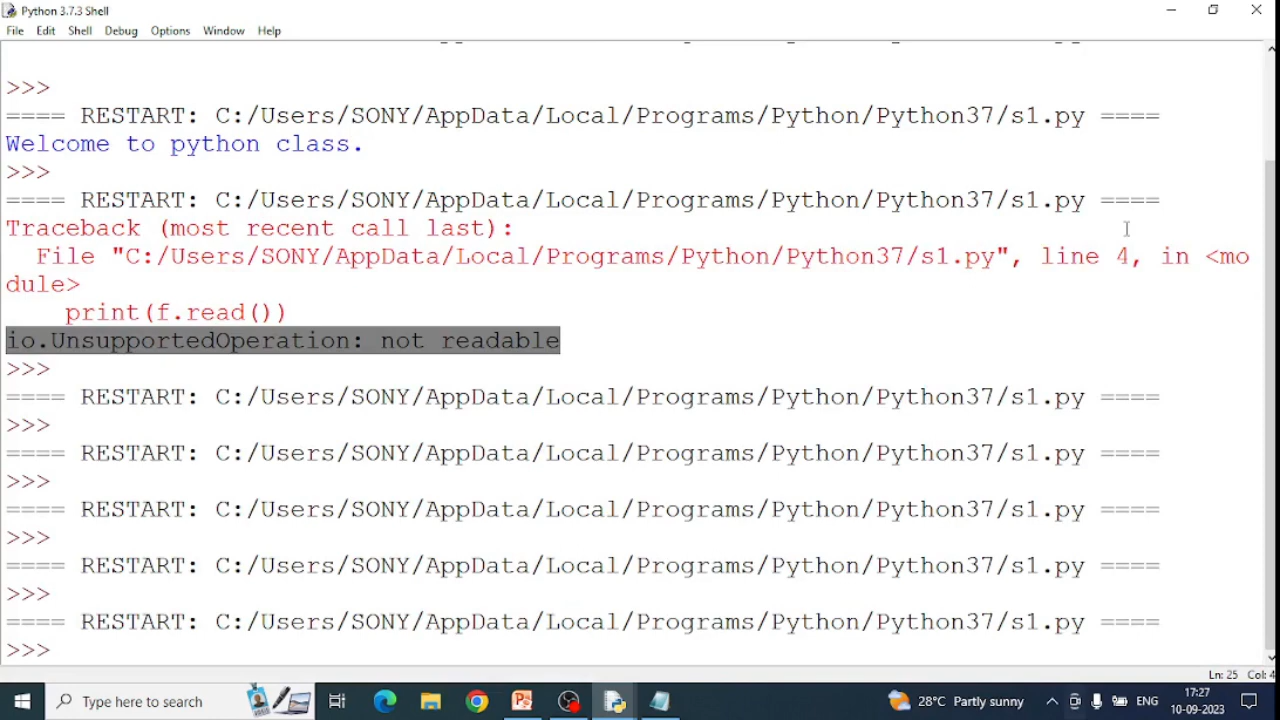 Python 3.7.3 Shell
File Edit Shell Debug Options Window Help
>>>
==== RESTART: C:/Users/SONY/AppData/Local/Programs/Python/Python37/s1.py ====
Welcome to python class.
>>>
==== RESTART: C:/Users/SONY/AppData/Local/Programs/Python/Python37/s1.py ====
Traceback (most recent call last):
  File "C:/Users/SONY/AppData/Local/Programs/Python/Python37/s1.py", line 4, in <mo
dule>
    print(f.read())
io.UnsupportedOperation: not readable
>>>
==== RESTART: C:/Users/SONY/AppData/Local/Programs/Python/Python37/s1.py ====
>>>
==== RESTART: C:/Users/SONY/AppData/Local/Programs/Python/Python37/s1.py ====
>>>
==== RESTART: C:/Users/SONY/AppData/Local/Programs/Python/Python37/s1.py ====
>>>
==== RESTART: C:/Users/SONY/AppData/Local/Programs/Python/Python37/s1.py ====
>>>
==== RESTART: C:/Users/SONY/AppData/Local/Programs/Python/Python37/s1.py ====
>>>
Ln: 25 Col: 4
Type here to search
28°C Partly sunny
ENG
17:27
10-09-2023